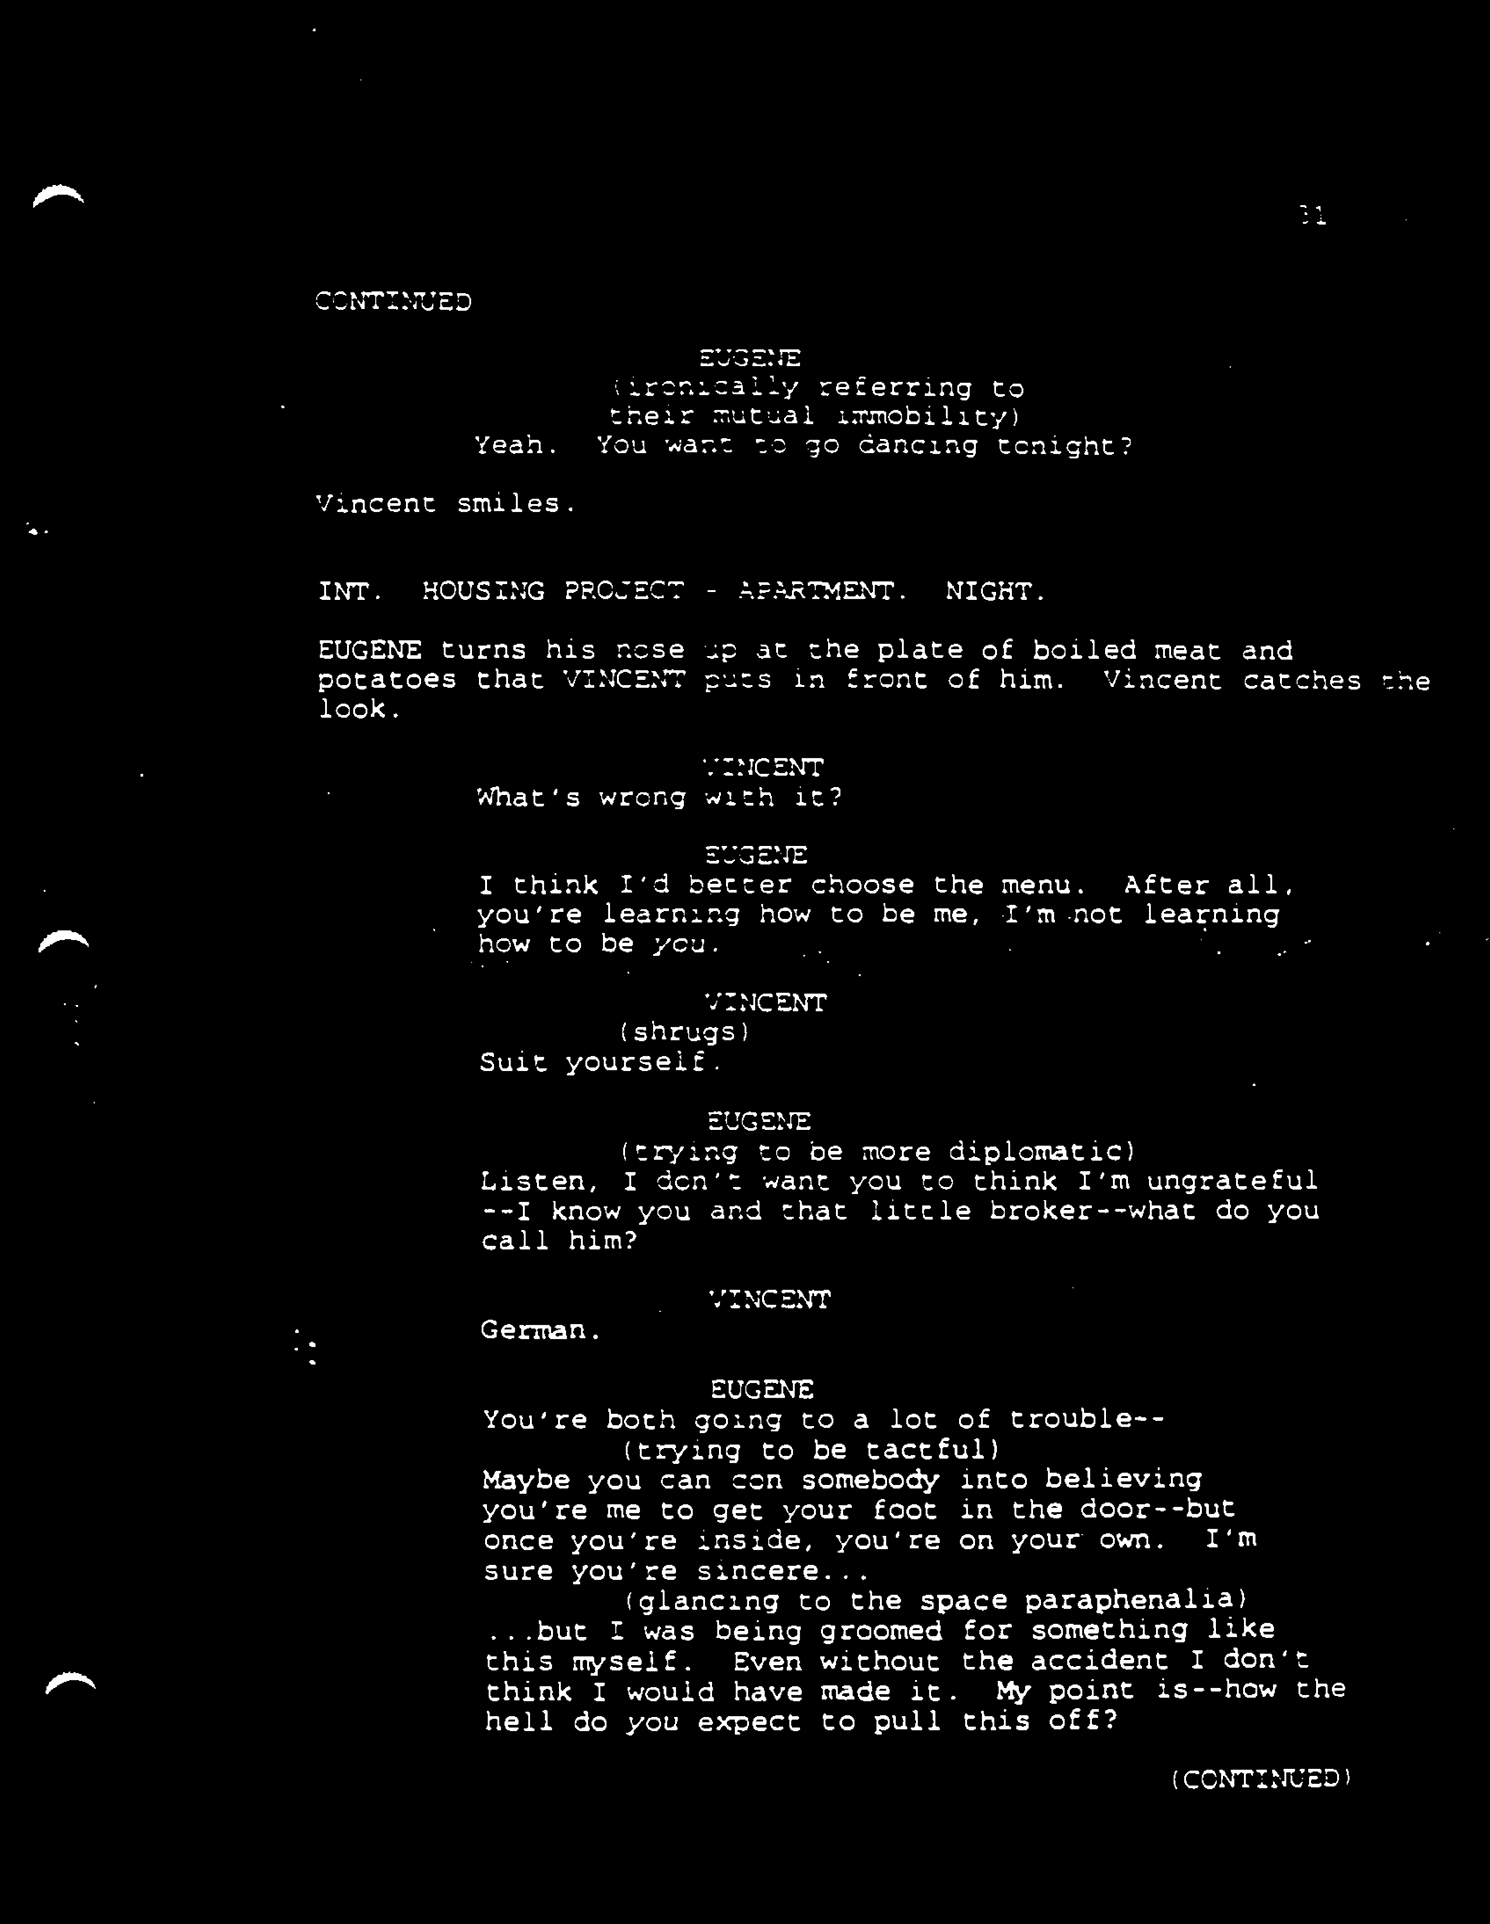 31
CONTINUED
EUGENE
(ironically referring to
their mutual immobility)
Yeah. You want to go dancing tonight?
Vincent smiles.
INT. HOUSING PROJECT - APARTMENT. NIGHT.
EUGENE turns his nose up at the plate of boiled meat and
potatoes that VINCENT puts in front of him. Vincent catches the
look.
VINCENT
What's wrong with it?
EUGENE
I think I'd better choose the menu. After all,
you're learning how to be me, I'm not learning
how to be you.
VINCENT
(shrugs)
Suit yourself.
EUGENE
(trying to be more diplomatic)
Listen, I don't want you to think I'm ungrateful
--I know you and that little broker--what do you
call him?
VINCENT
German.
EUGENE
You're both going to a lot of trouble--
(trying to be tactful)
Maybe you can con somebody into believing
you're me to get your foot in the door--but
once you're inside, you're on your own. I'm
sure you're sincere...
(glancing to the space paraphenalia)
...but I was being groomed for something like
this myself. Even without the accident I don't
think I would have made it. My point is--how the
hell do you expect to pull this off?
(CONTINUED)